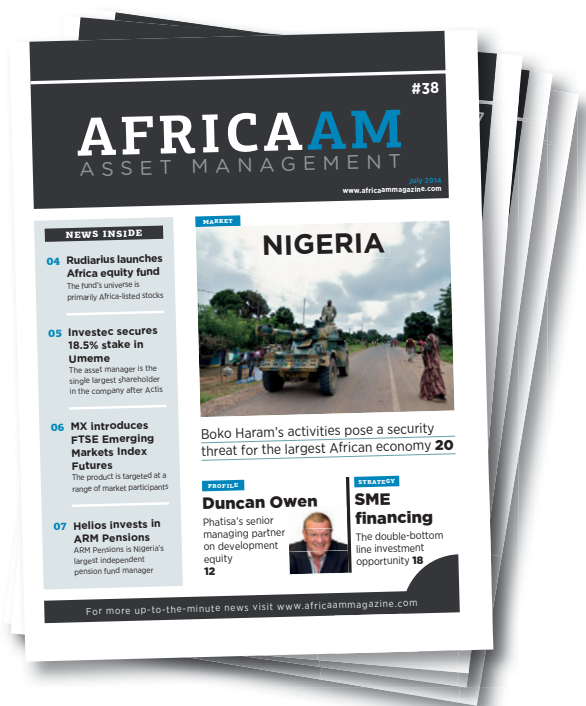 #38
AFRICAAM
ASSET MANAGEMENT
July 2014
www.africaammagazine.com
NEWS INSIDE
04 Rudiarius launches
Africa equity fund
The fund's universe is
primarily Africa-listed stocks
05 Investec secures
18.5% stake in
Umeme
The asset manager is the
single largest shareholder
in the company after Actis
06 MX introduces
FTSE Emerging
Markets Index
Futures
The product is targeted at a
range of market participants
07 Helios invests in
ARM Pensions
ARM Pensions is Nigeria's
largest independent
pension fund manager
MARKET
NIGERIA
Boko Haram's activities pose a security
threat for the largest African economy 20
PROFILE
Duncan Owen
Phatisa's senior
managing partner
on development
equity
12
STRATEGY
SME
financing
The double-bottom
line investment
opportunity 18
For more up-to-the-minute news visit www.africaammagazine.com